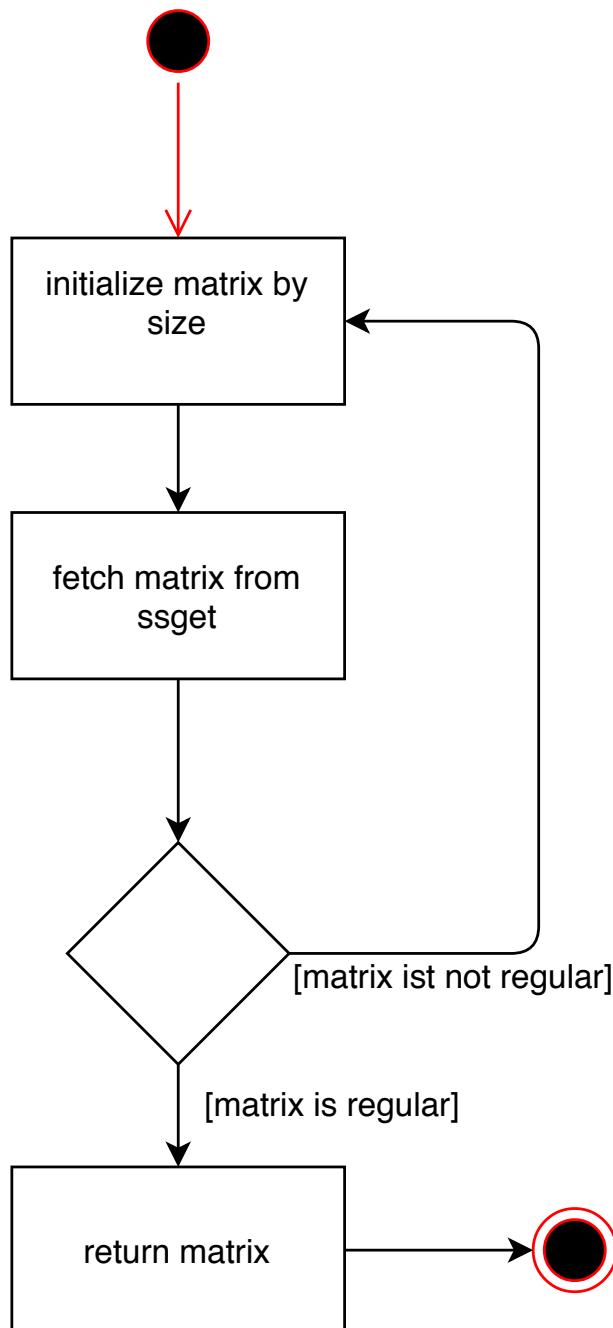 initialize matrix by
size
fetch matrix from
ssget
[matrix ist not regular]
[matrix is regular]
return matrix